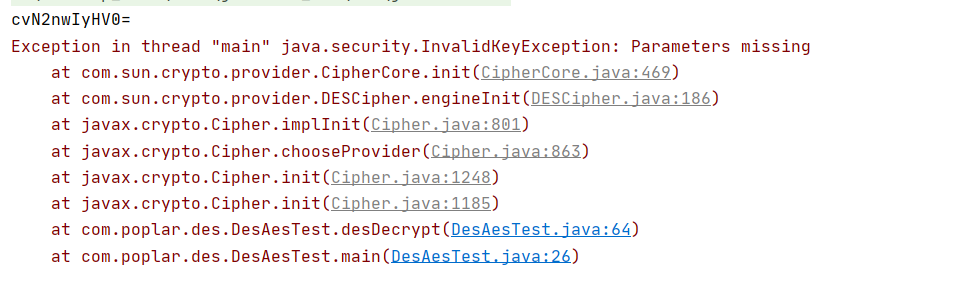 cvN2nwIyHV0=
Exception in thread "main" java.security.InvalidKeyException: Parameters missing
at com.sun.crypto.provider.CipherCore.init(CipherCore.java:469)
at com.sun.crypto.provider.DESCipher.engineInit(DESCipher.java:186)
at javax.crypto.Cipher.implInit(Cipher.java:801)
at javax.crypto.Cipher.chooseProvider(Cipher.java:863)
at javax.crypto.Cipher.init(Cipher.java:1248)
at javax.crypto.Cipher.init(Cipher.java:1185)
at com.poplar.des.DesAesTest.desDecrypt(DesAesTest.java:64)
at com.poplar.des.DesAesTest.main(DesAesTest.java:26)